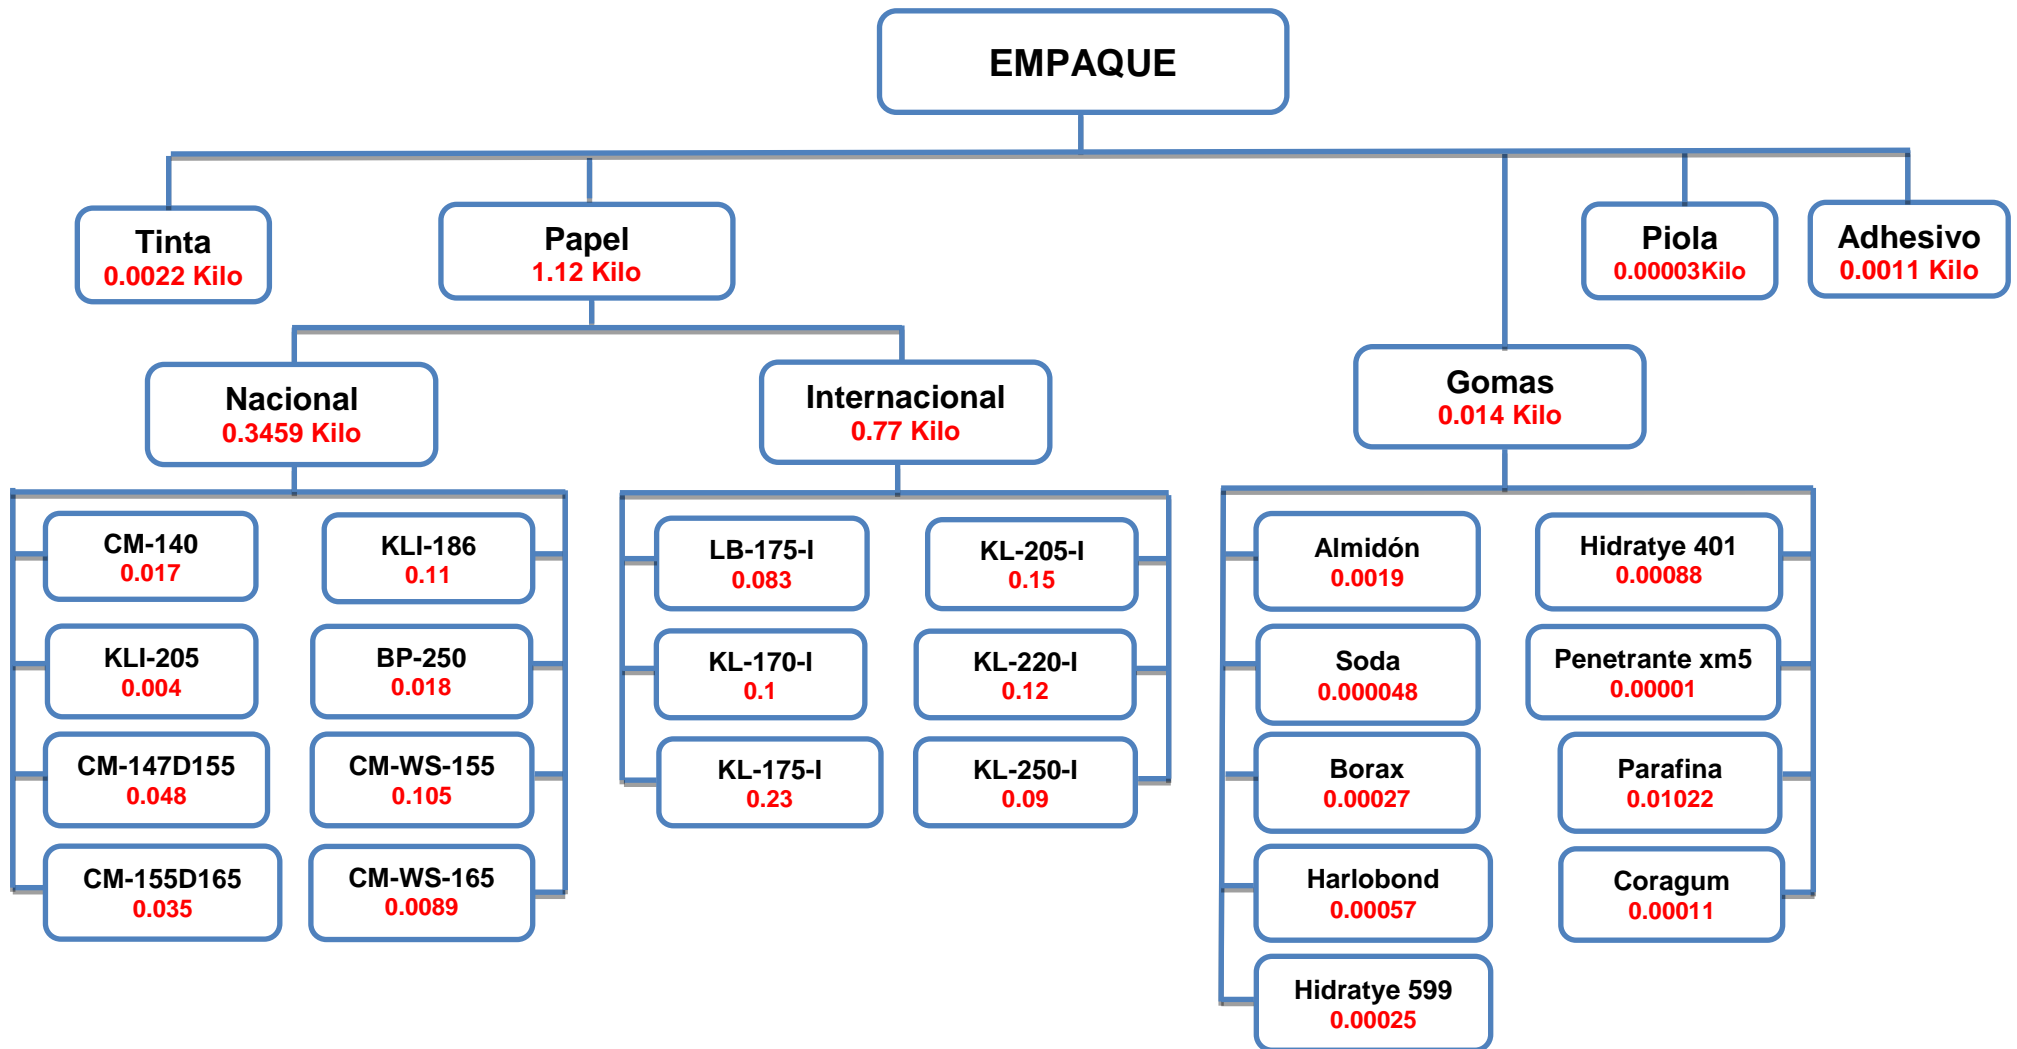 EMPAQUE
Tinta
0.0022 Kilo
Papel
1.12 Kilo
Piola
0.00003Kilo
Adhesivo
0.0011 Kilo
Nacional
0.3459 Kilo
Internacional
0.77 Kilo
Gomas
0.014 Kilo
CM-140
0.017
KLI-186
0.11
KLI-205
0.004
BP-250
0.018
CM-147D155
0.048
CM-WS-155
0.105
CM-155D165
0.035
CM-WS-165
0.0089
LB-175-I
0.083
KL-205-I
0.15
KL-170-I
0.1
KL-220-I
0.12
KL-175-I
0.23
KL-250-I
0.09
Almidón
0.0019
Hidratye 401
0.00088
Soda
0.000048
Penetrante xm5
0.00001
Borax
0.00027
Parafina
0.01022
Harlobond
0.00057
Coragum
0.00011
Hidratye 599
0.00025